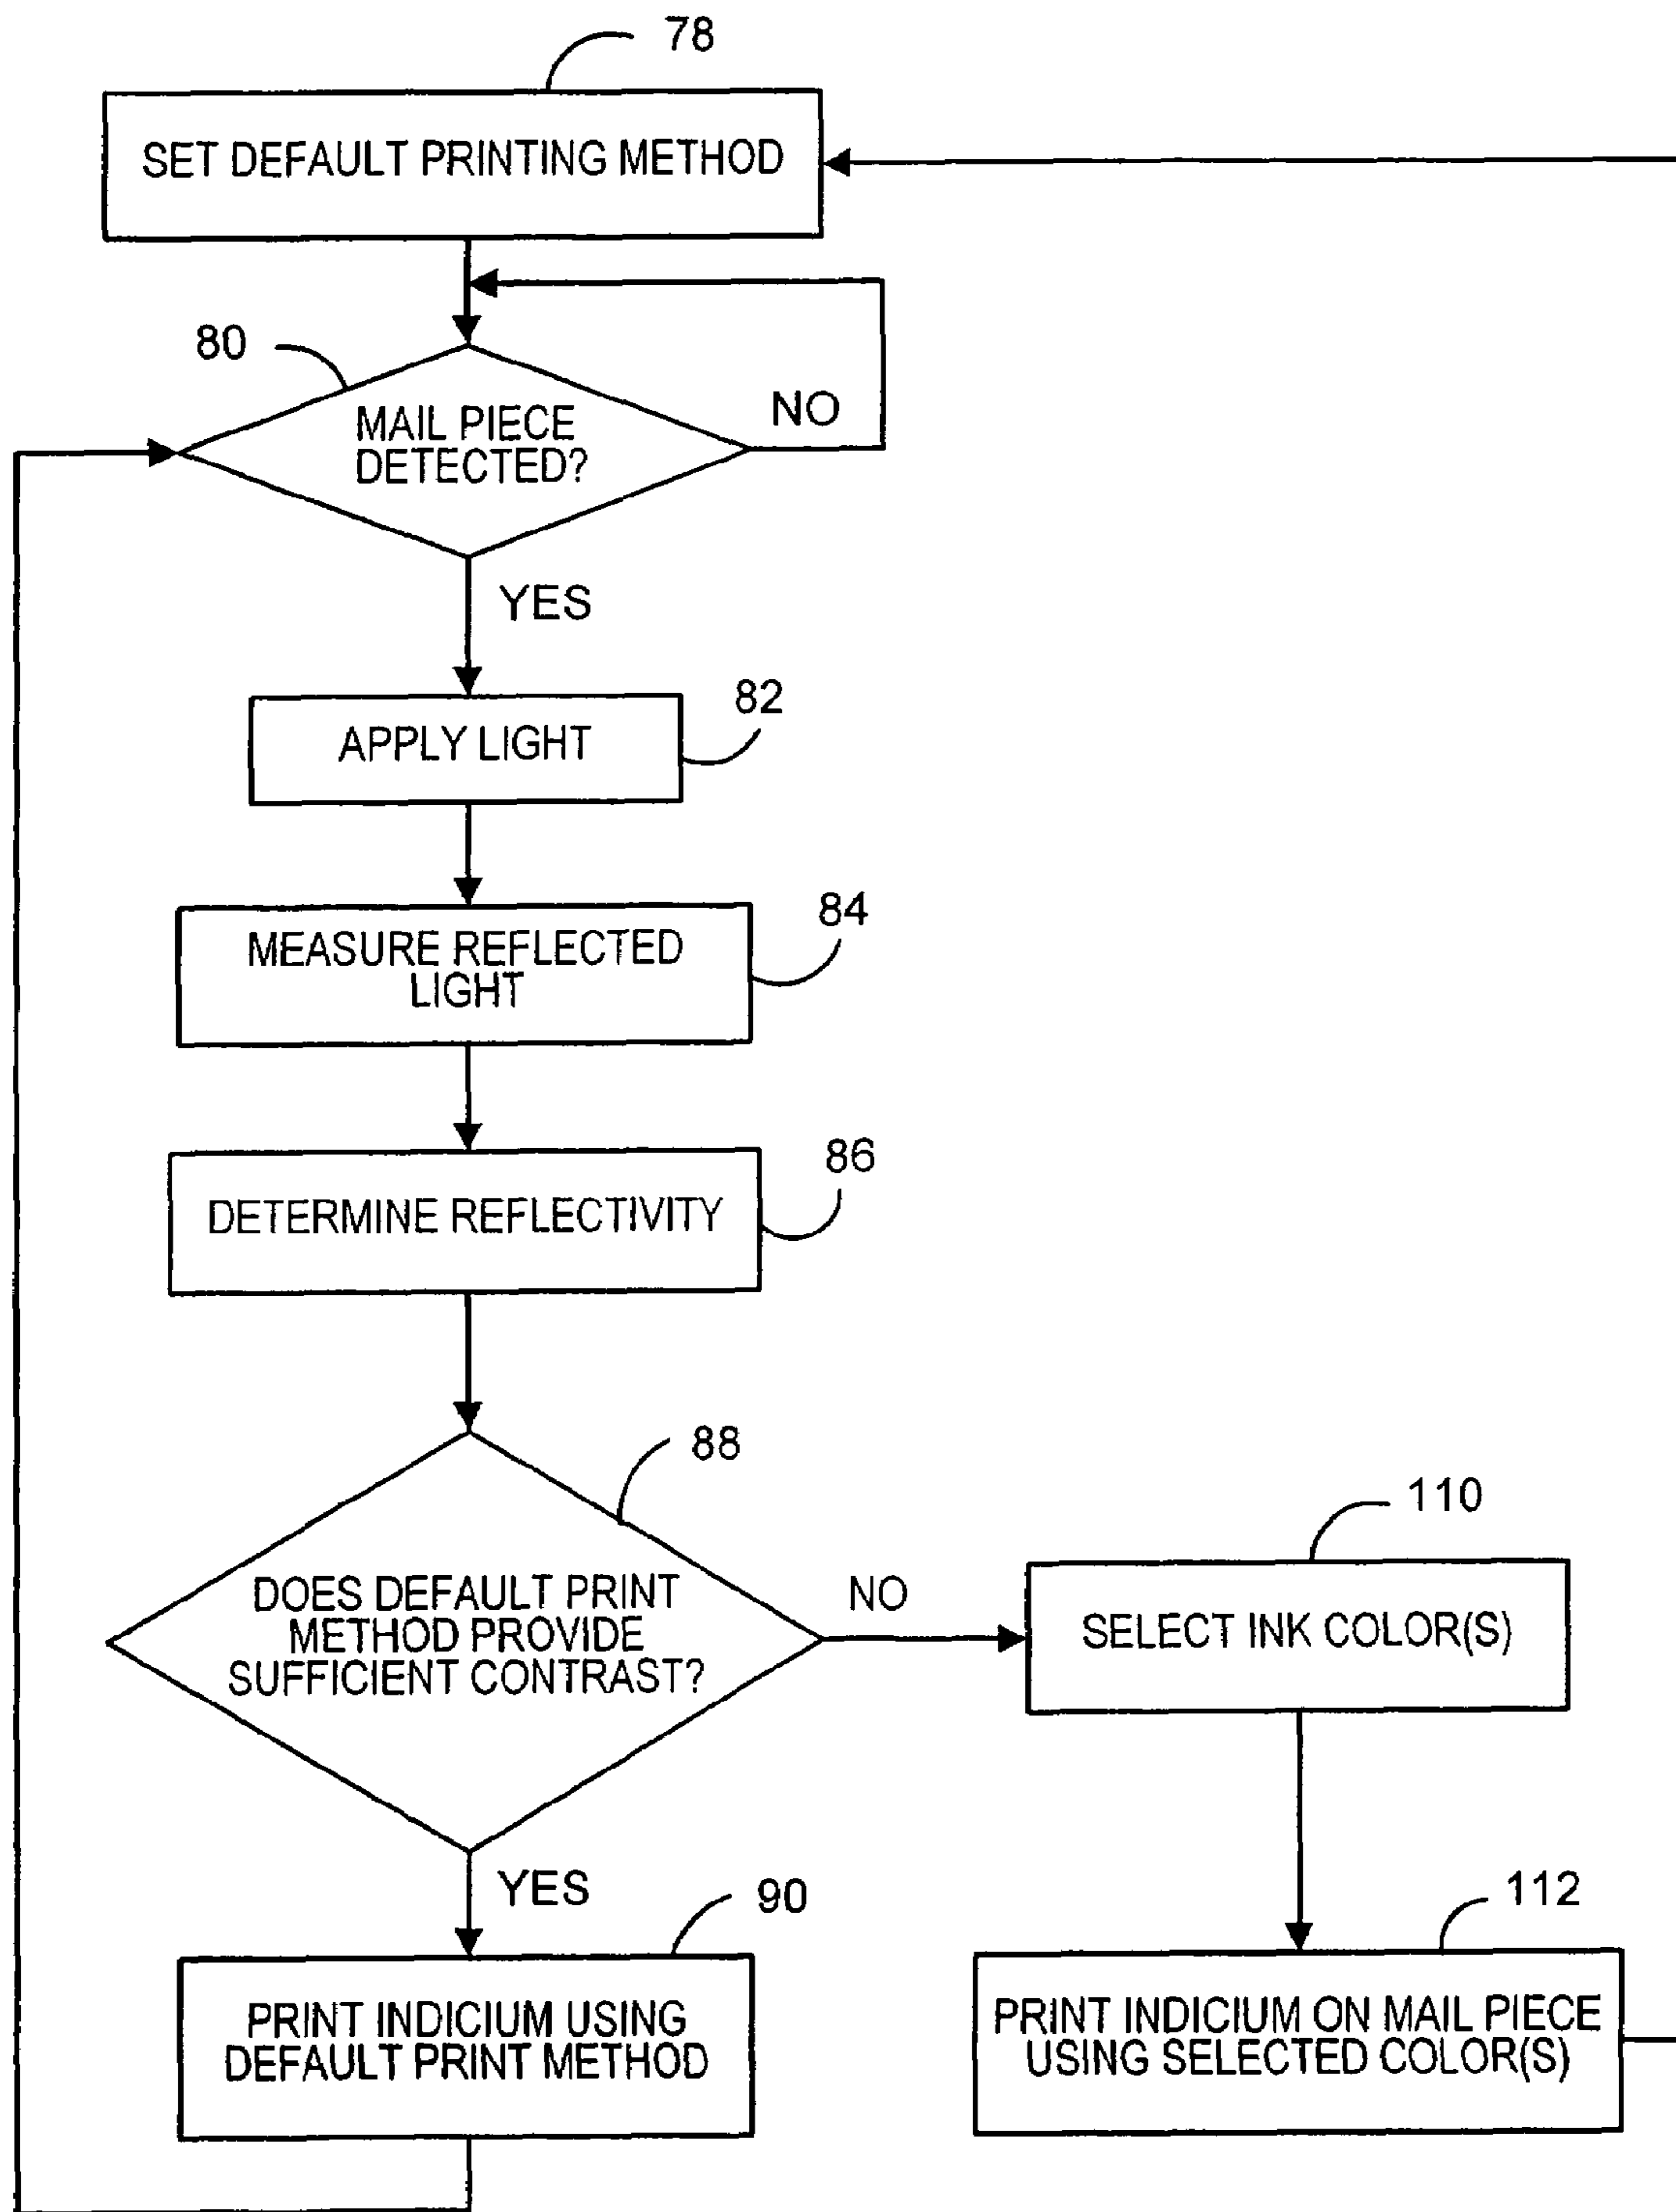 78
SET DEFAULT PRINTING METHOD
80
MAIL PIECE
DETECTED?
NO
YES
82
APPLY LIGHT
84
MEASURE REFLECTED
LIGHT
86
DETERMINE REFLECTIVITY
88
DOES DEFAULT PRINT
METHOD PROVIDE
SUFFICIENT CONTRAST?
NO
110
SELECT INK COLOR(S)
YES
90
PRINT INDICIUM USING
DEFAULT PRINT METHOD
112
PRINT INDICIUM ON MAIL PIECE
USING SELECTED COLOR(S)